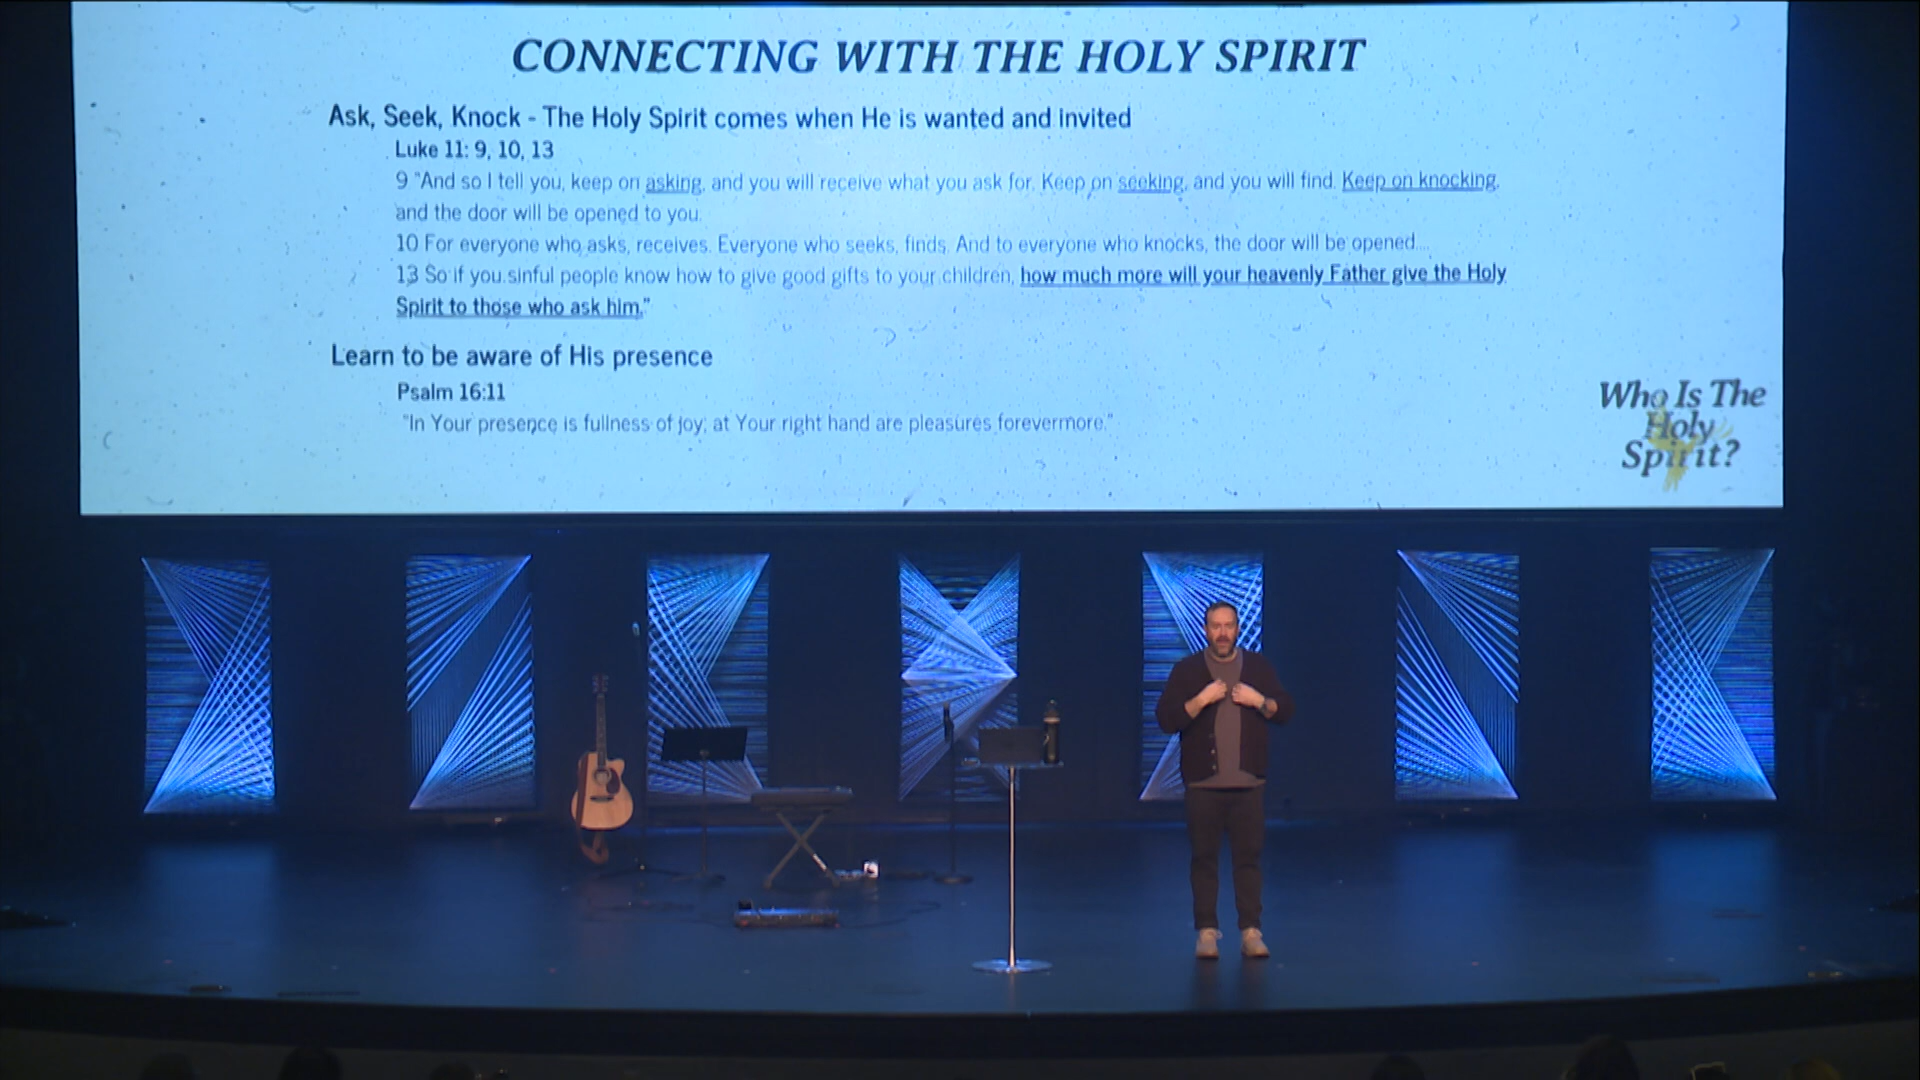 CONNECTING WITH THE HOLY SPIRIT
Ask, Seek, Knock - The Holy Spirit comes when He is wanted and invited
Luke 11: 9, 10, 13
9 "And so I tell you, keep on asking, and you will receive what you ask for. Keep on seeking, and you will find. Keep on knocking,
and the door will be opened to you.
10 For everyone who asks, receives. Everyone who seeks, finds. And to everyone who knocks, the door will be opened....
13 So if you sinful people know how to give good gifts to your children, how much more will your heavenly Father give the Holy
Spirit to those who ask him."
Learn to be aware of His presence
Psalm 16:11
"In Your presence is fullness of joy; at Your right hand are pleasures forevermore."
Who Is The
Holy
Spirit?